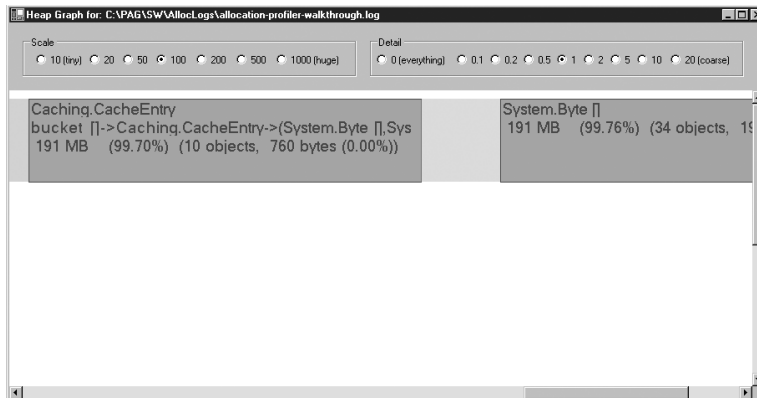 Heap Graph for: C:\PAG\SW\AllocLogs\allocation-profiler-walkthrough.log
Scale
10 (tiny) 20 50 100 200 500 1000 (huge)
Detail
0 (everything) 0.1 0.2 0.5 1 2 5 10 20 (coarse)
Caching.CacheEntry
bucket []->Caching.CacheEntry->(System.Byte [],Sys
191 MB (99.70%) (10 objects, 760 bytes (0.00%))
System.Byte []
191 MB (99.76%) (34 objects, 19